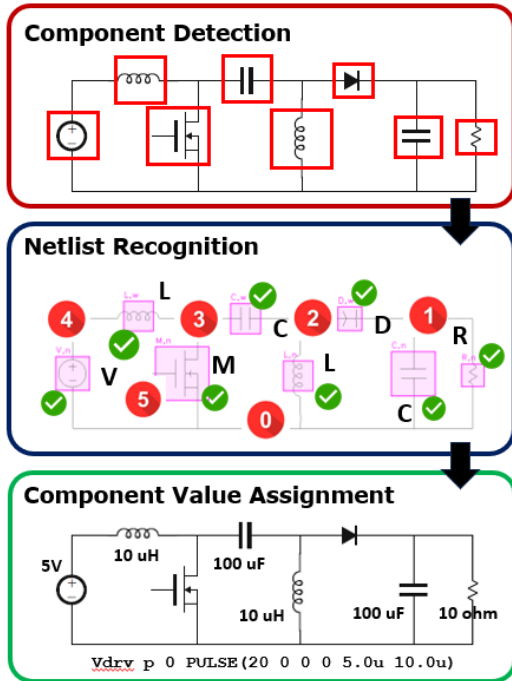 Component Detection
Netlist Recognition
L,w L C,w D,w
4 3 C 2 D 1
V,n V M,n M L,n L C,n R R,n
5 C
0
Component Value Assignment
10 uH 100 uF
5V
10 uH 100 uF 10 ohm
Vdrv p 0 PULSE(20 0 0 0 5.0u 10.0u)